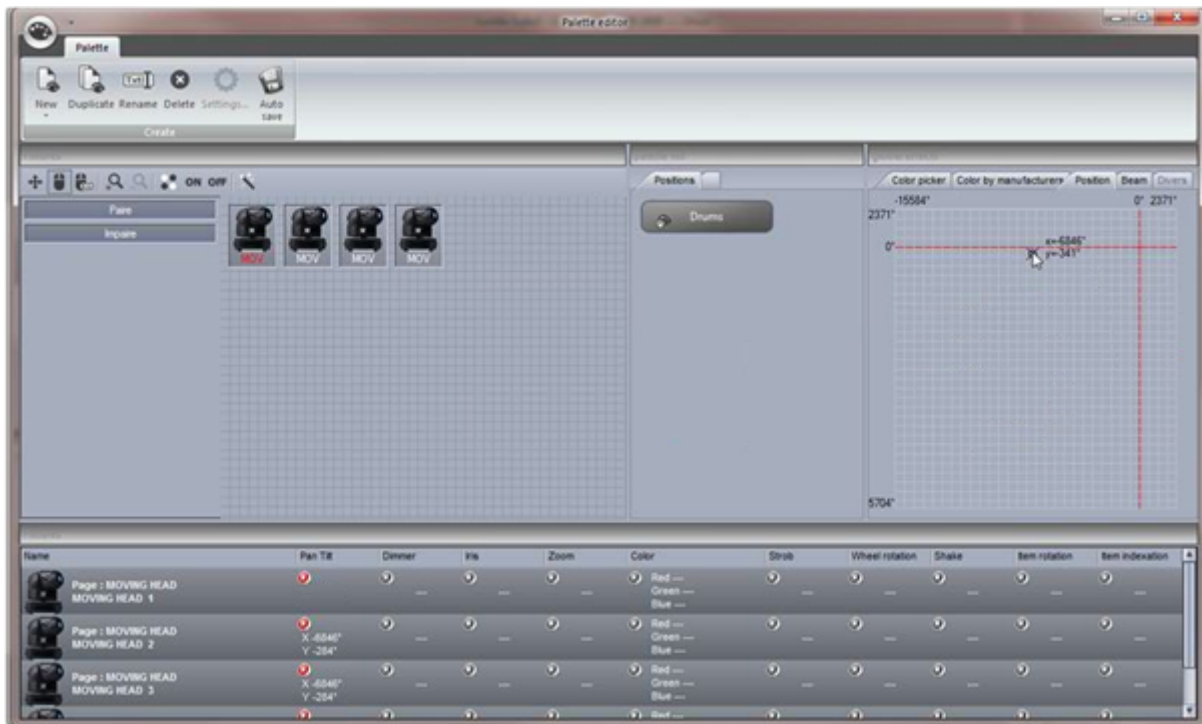 Palette editor
Palette
New Duplicate Rename Delete Settings... Auto save
Create
ON OFF
Paire
Impaire
MOV MOV MOV MOV
Positions
Drums
Color picker Color by manufacturers Position Beam Divers
-15584° 0° 2371°
2371°
0°
x=-6846°
y=-341°
5704°
Name Pan Tilt Dimmer Iris Zoom Color Strob Wheel rotation Shake Item rotation Item indexation
Page : MOVING HEAD
MOVING HEAD 1
Red ---
Green ---
Blue ---
Page : MOVING HEAD
MOVING HEAD 2
X -6846°
Y -284°
Red ---
Green ---
Blue ---
Page : MOVING HEAD
MOVING HEAD 3
X -6846°
Y -284°
Red ---
Green ---
Blue ---